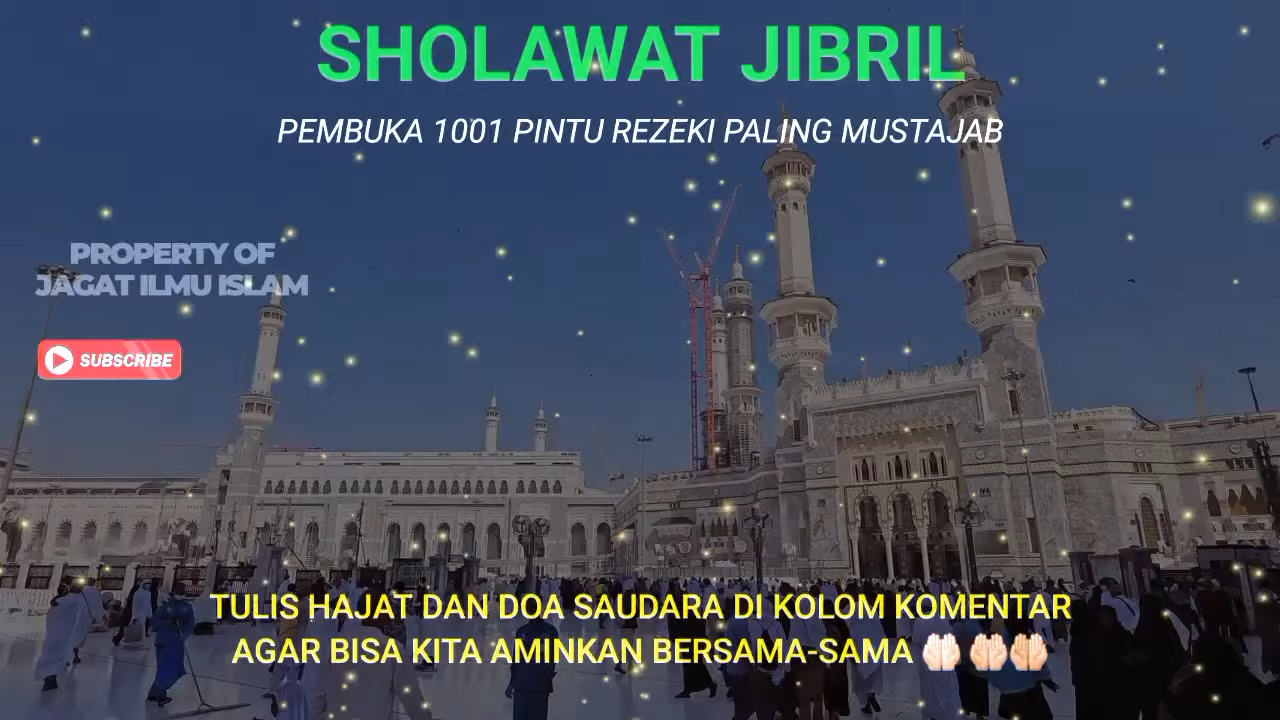 SHOLAWAT JIBRIL
PEMBUKA 1001 PINTU REZEKI PALING MUSTAJAB
PROPERTY OF
JAGAT ILMU ISLAM
SUBSCRIBE
TULIS HAJAT DAN DOA SAUDARA DI KOLOM KOMENTAR
AGAR BISA KITA AMINKAN BERSAMA-SAMA 🤲🏻 🤲🏻🤲🏻